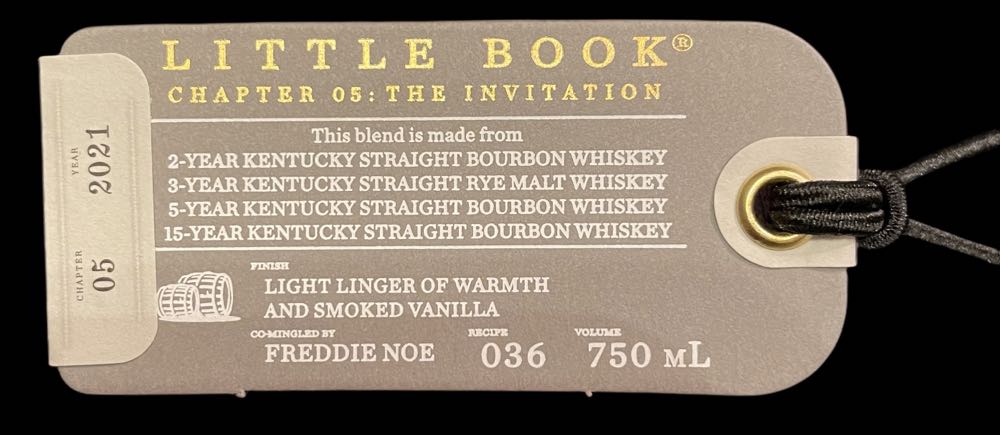 LITTLE BOOK®
CHAPTER 05: THE INVITATION
This blend is made from
2-YEAR KENTUCKY STRAIGHT BOURBON WHISKEY
3-YEAR KENTUCKY STRAIGHT RYE MALT WHISKEY
5-YEAR KENTUCKY STRAIGHT BOURBON WHISKEY
15-YEAR KENTUCKY STRAIGHT BOURBON WHISKEY
FINISH
LIGHT LINGER OF WARMTH
AND SMOKED VANILLA
CO-MINGLED BY
FREDDIE NOE
RECIPE
036
VOLUME
750 mL
CHAPTER
05
YEAR
2021